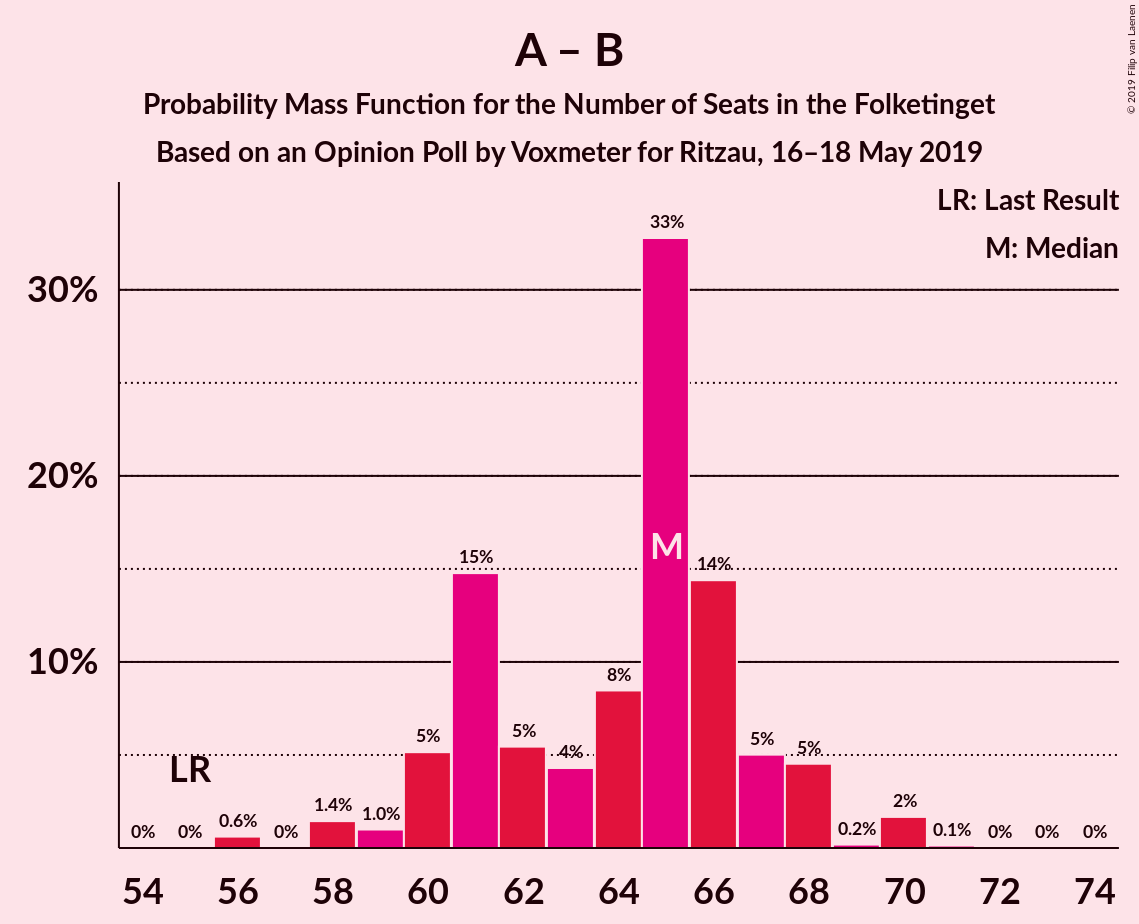 A – B
Probability Mass Function for the Number of Seats in the Folketinget
Based on an Opinion Poll by Voxmeter for Ritzau, 16–18 May 2019
© 2019 Filip van Laenen
LR: Last Result
M: Median
33%
30%
20%
15%
M
14%
10%
8%
5%
5%
4%
5%
5%
LR
0%
0%
0.6%
0%
1.4%
1.0%
0.2%
2%
0.1%
0%
0%
0%
54 56 58 60 62 64 66 68 70 72 74